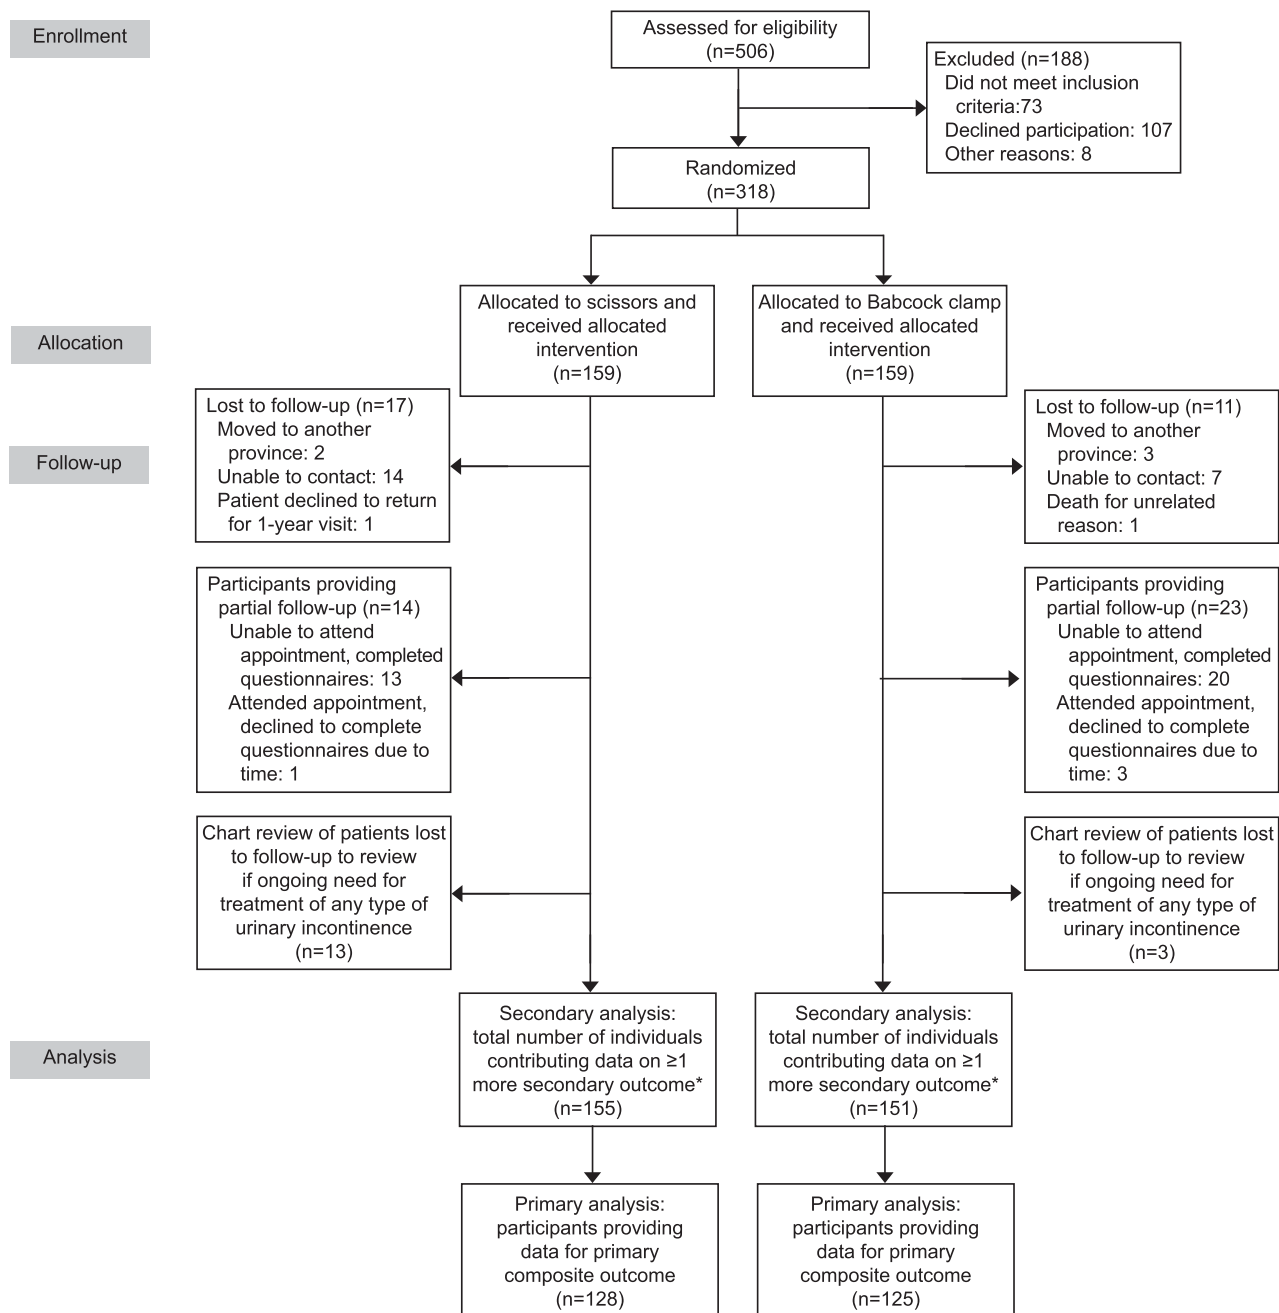 Enrollment
Assessed for eligibility
(n=506)
Excluded (n=188)
Did not meet inclusion
criteria:73
Declined participation: 107
Other reasons: 8
Randomized
(n=318)
Allocation
Allocated to scissors and
received allocated
intervention
(n=159)
Allocated to Babcock clamp
and received allocated
intervention
(n=159)
Follow-up
Lost to follow-up (n=17)
Moved to another
province: 2
Unable to contact: 14
Patient declined to return
for 1-year visit: 1
Lost to follow-up (n=11)
Moved to another
province: 3
Unable to contact: 7
Death for unrelated
reason: 1
Participants providing
partial follow-up (n=14)
Unable to attend
appointment, completed
questionnaires: 13
Attended appointment,
declined to complete
questionnaires due to
time: 1
Participants providing
partial follow-up (n=23)
Unable to attend
appointment, completed
questionnaires: 20
Attended appointment,
declined to complete
questionnaires due to
time: 3
Chart review of patients lost
to follow-up to review
if ongoing need for
treatment of any type of
urinary incontinence
(n=13)
Chart review of patients lost
to follow-up to review
if ongoing need for
treatment of any type of
urinary incontinence
(n=3)
Analysis
Secondary analysis:
total number of individuals
contributing data on ≥1
more secondary outcome*
(n=155)
Secondary analysis:
total number of individuals
contributing data on ≥1
more secondary outcome*
(n=151)
Primary analysis:
participants providing
data for primary
composite outcome
(n=128)
Primary analysis:
participants providing
data for primary
composite outcome
(n=125)